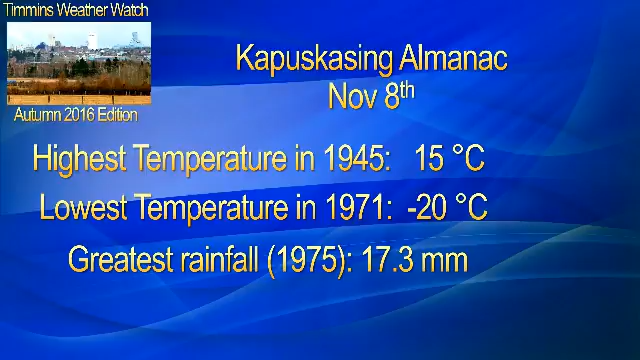 Timmins Weather Watch
Autumn 2016 Edition
Kapuskasing Almanac
Nov 8th
Highest Temperature in 1945: 15 °C
Lowest Temperature in 1971: -20 °C
Greatest rainfall (1975): 17.3 mm